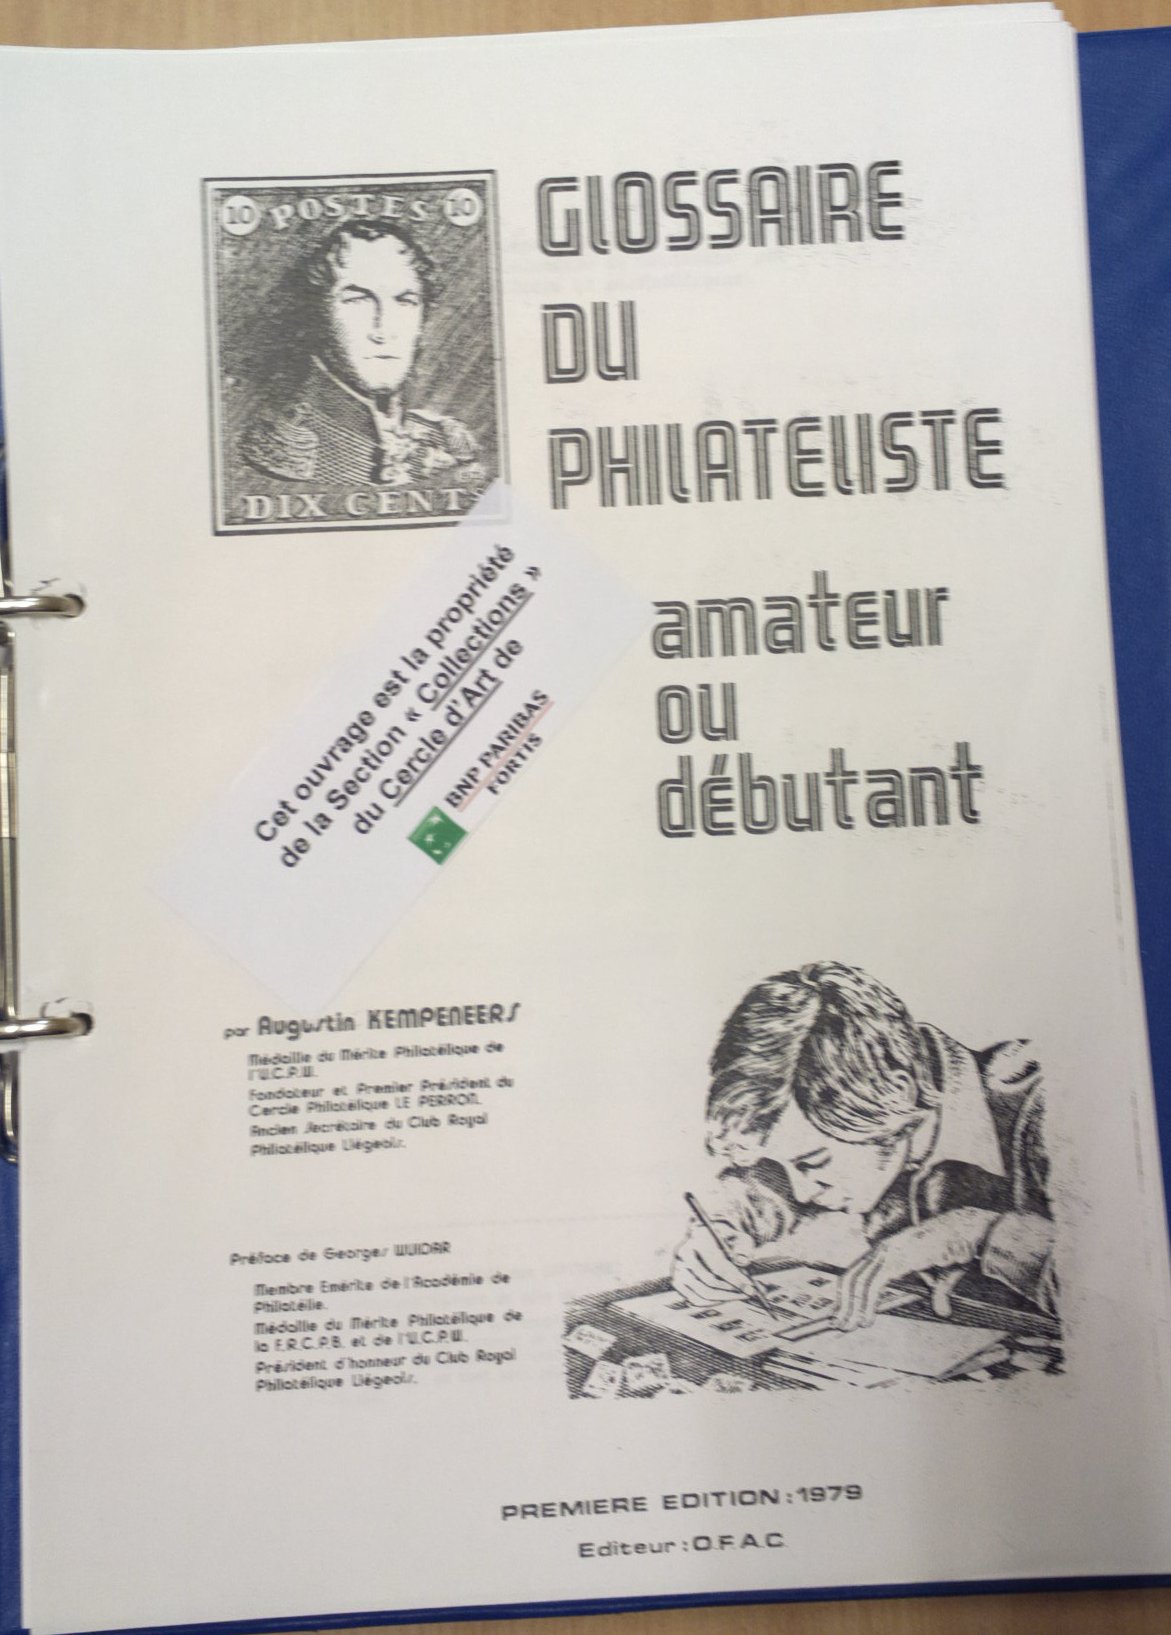 10 POSTES 10
DIX CENTS
GLOSSAIRE
DU
PHILATELISTE
amateur
ou
débutant
Cet ouvrage est la propriété
de la Section « Collections »
du Cercle d'Art de
BNP PARIBAS
FORTIS
par Augustin KEMPENEERS
Médaille du Mérite Philatélique de
l'U.C.P.W.
Fondateur et Premier Président du
Cercle Philatélique LE PERRON.
Ancien Secrétaire du Club Royal
Philatélique Liégeois.
Préface de Georges WUIDAR
Membre Emérite de l'Académie de
Philatélie.
Médaille du Mérite Philatélique de
la F.R.C.P.B. et de l'U.C.P.W.
Président d'honneur du Club Royal
Philatélique Liégeois.
PREMIERE EDITION : 1979
Editeur : O.F.A.C.